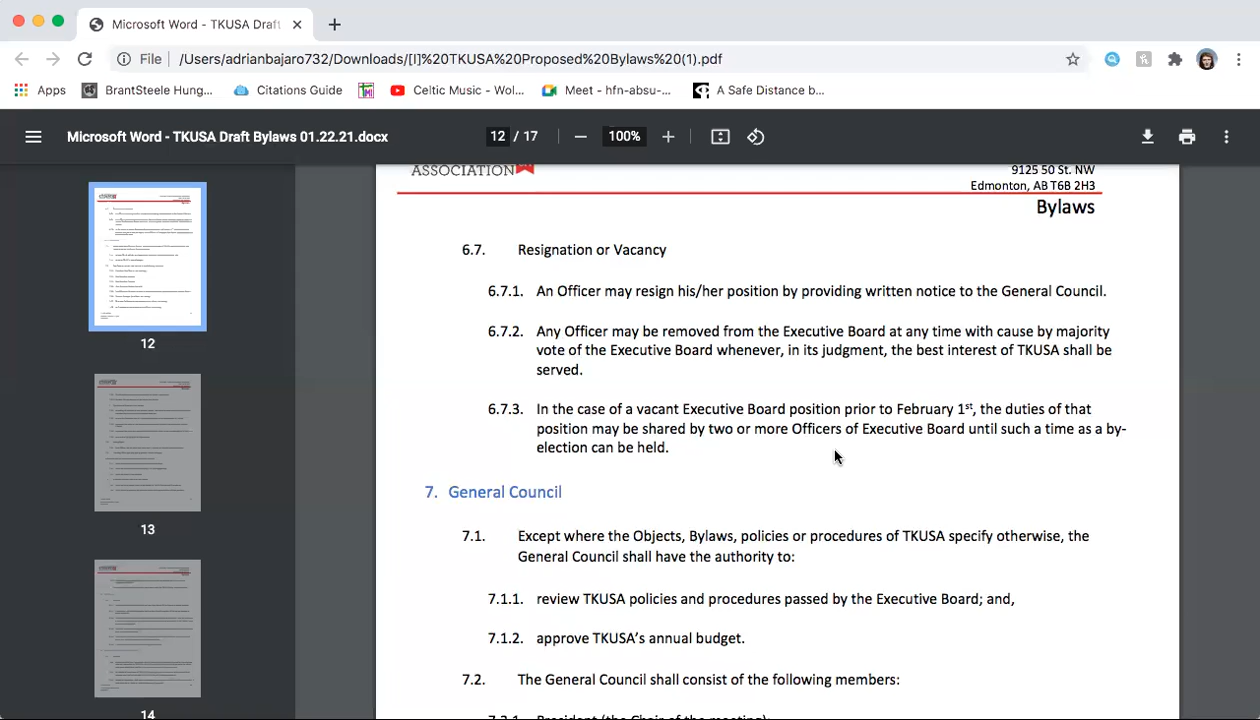 Microsoft Word - TKUSA Draft
File /Users/adrianbajaro732/Downloads/[I]%20TKUSA%20Proposed%20Bylaws%20(1).pdf
Apps BrantSteele Hung... Citations Guide Celtic Music - Wol... Meet - hfn-absu-... A Safe Distance b...
Microsoft Word - TKUSA Draft Bylaws 01.22.21.docx 12 / 17 100%
12
13
14
ASSOCIATION
9125 50 St. NW
Edmonton, AB T6B 2H3
Bylaws
6.7. Resignation or Vacancy
6.7.1. An Officer may resign his/her position by providing written notice to the General Council.
6.7.2. Any Officer may be removed from the Executive Board at any time with cause by majority
vote of the Executive Board whenever, in its judgment, the best interest of TKUSA shall be
served.
6.7.3. In the case of a vacant Executive Board position prior to February 1st, the duties of that
position may be shared by two or more Officers of Executive Board until such a time as a by-
election can be held.
7. General Council
7.1. Except where the Objects, Bylaws, policies or procedures of TKUSA specify otherwise, the
General Council shall have the authority to:
7.1.1. review TKUSA policies and procedures passed by the Executive Board; and,
7.1.2. approve TKUSA's annual budget.
7.2. The General Council shall consist of the following members:
7.2.1. President (the Chair of the meeting);